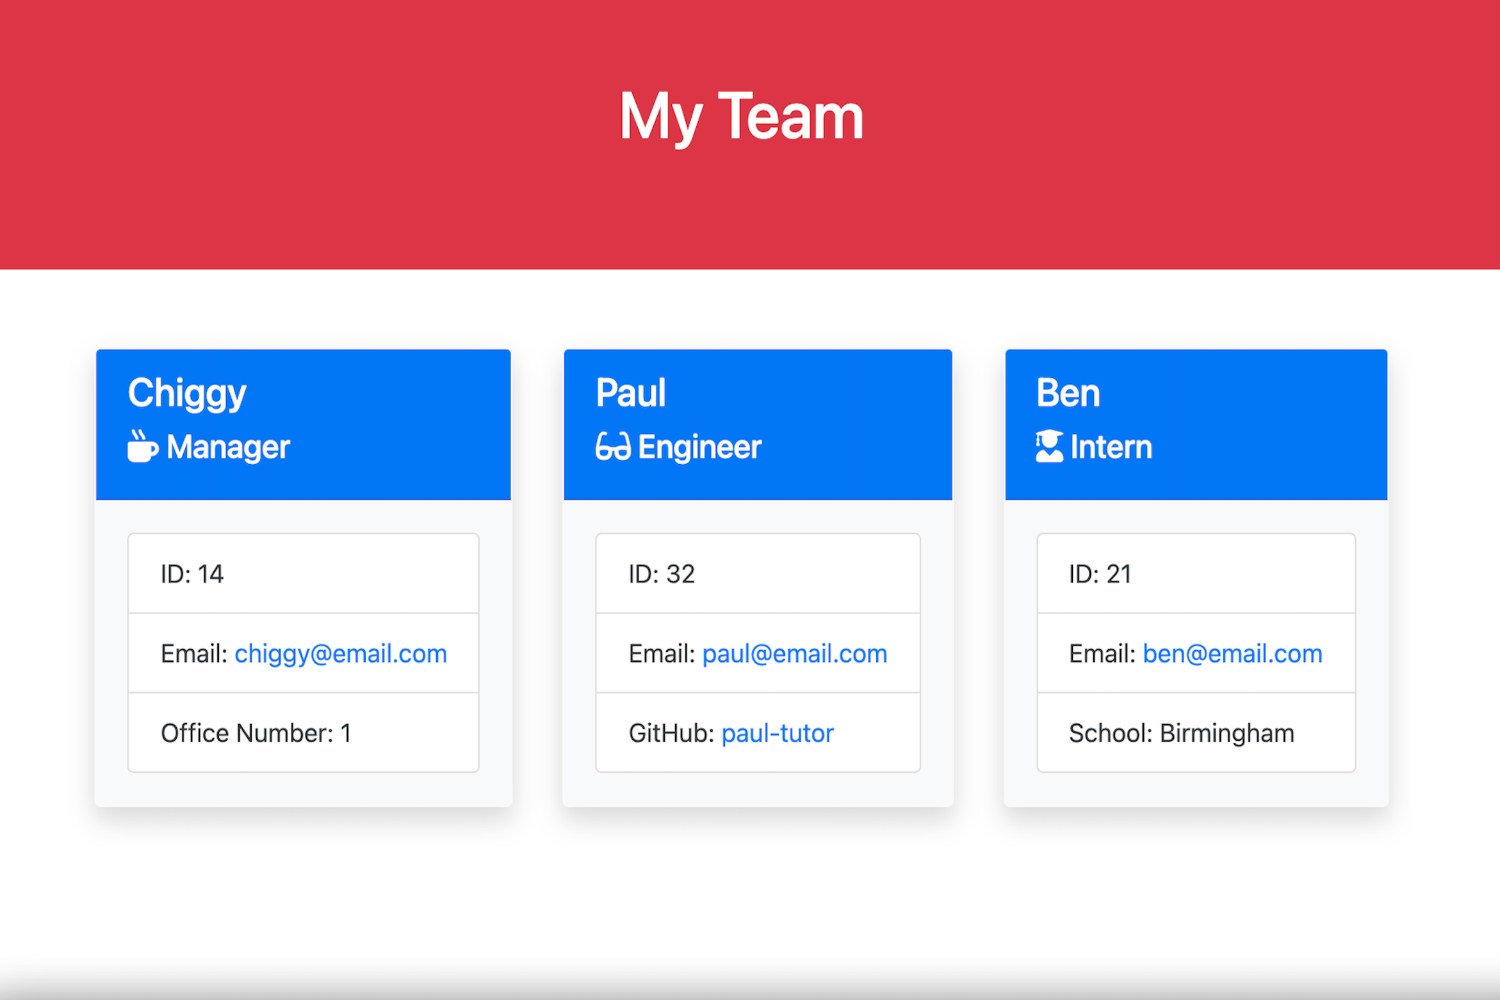 My Team
Chiggy
Manager
ID: 14
Email: chiggy@email.com
Office Number: 1
Paul
Engineer
ID: 32
Email: paul@email.com
GitHub: paul-tutor
Ben
Intern
ID: 21
Email: ben@email.com
School: Birmingham